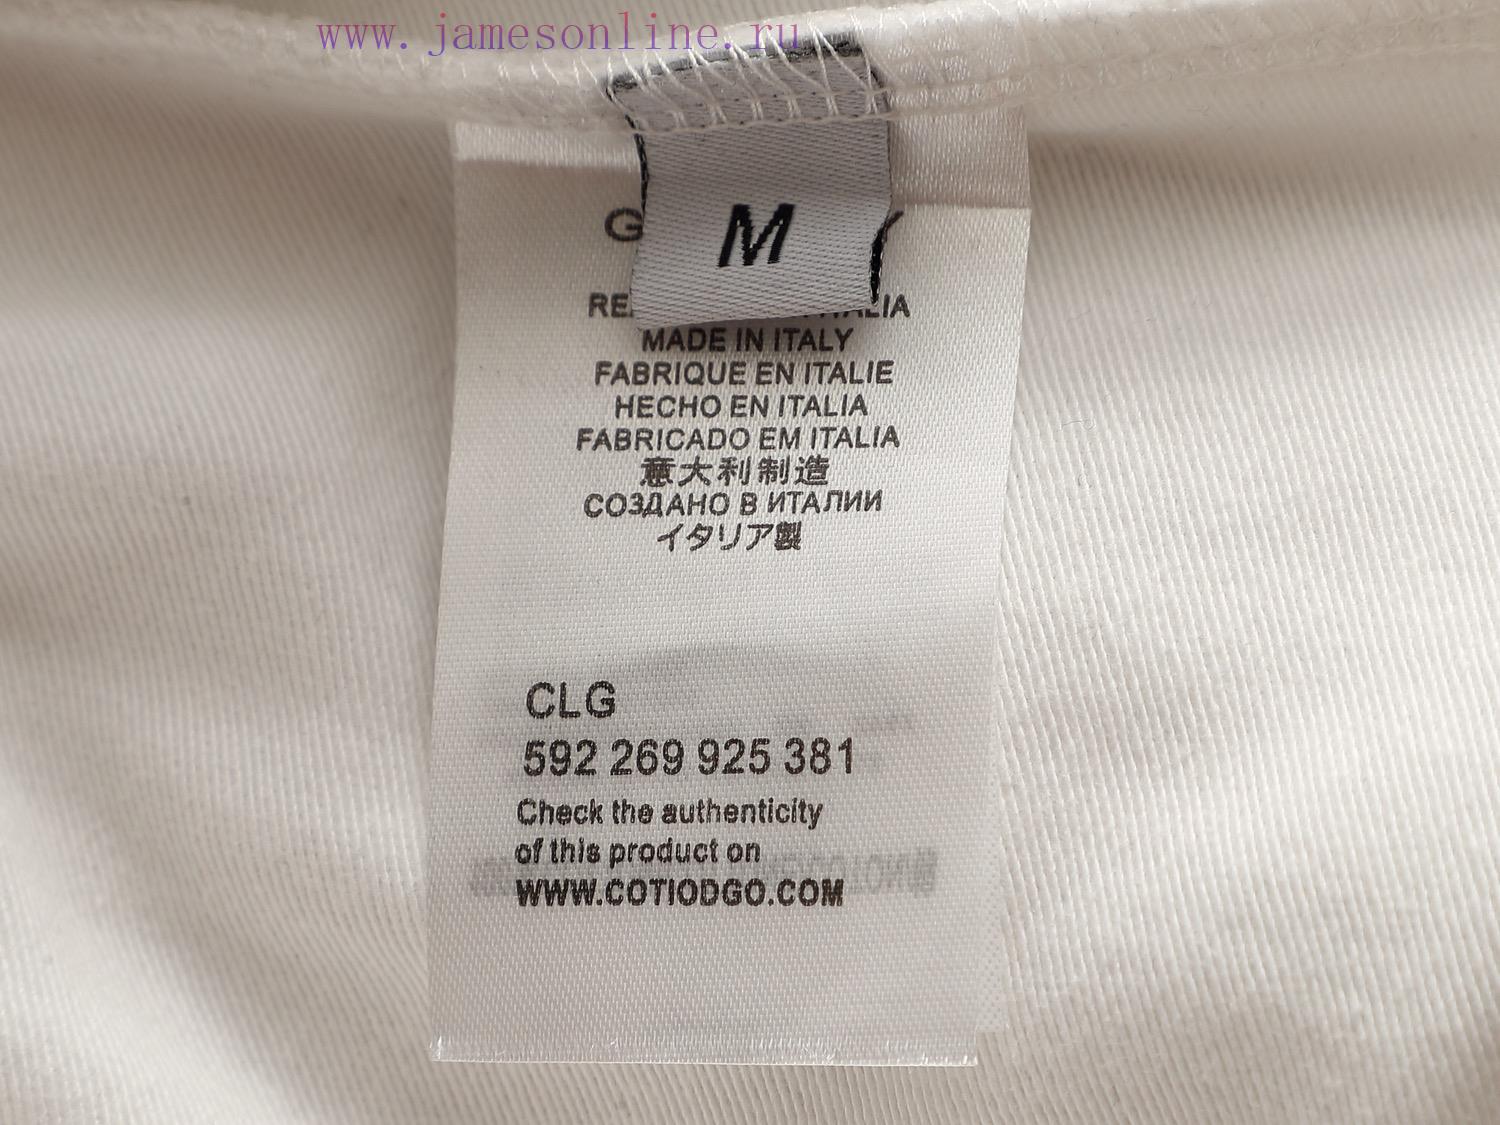 www.jamesonline.ru
M
MADE IN ITALY
FABRIQUE EN ITALIE
HECHO EN ITALIA
FABRICADO EM ITALIA
意大利制造
СОЗДАНО В ИТАЛИИ
イタリア製
CLG
592 269 925 381
Check the authenticity
of this product on
WWW.COTIODGO.COM